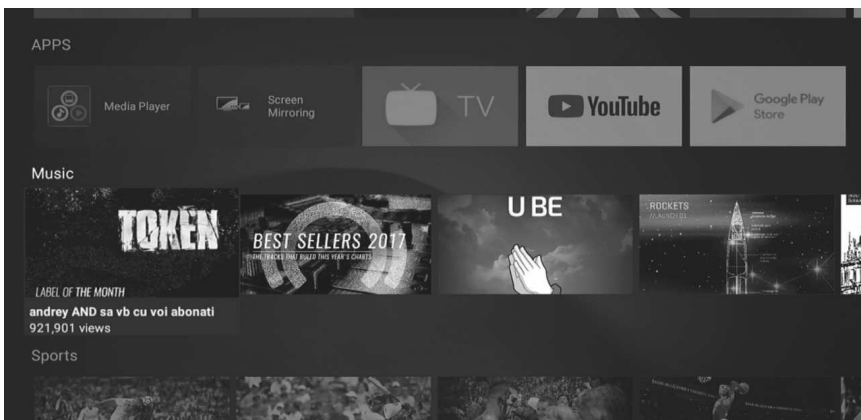 APPS
Media Player
Screen
Mirroring
TV
YouTube
Google Play
Store
Music
TOKEN
LABEL OF THE MONTH
BEST SELLERS 2017
THE TRACKS THAT RULED THIS YEAR'S CHARTS
U BE
ROCKETS
andrey AND sa vb cu voi abonati
921,901 views
Sports